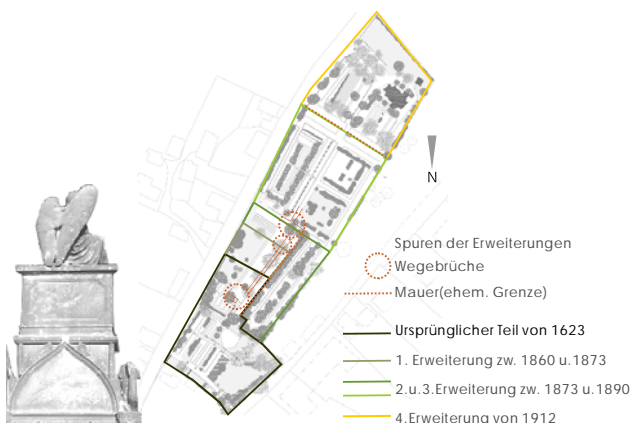 N
Spuren der Erweiterungen
Wegebrüche
Mauer(ehem. Grenze)
Ursprünglicher Teil von 1623
1. Erweiterung zw. 1860 u.1873
2.u.3.Erweiterung zw. 1873 u.1890
4.Erweiterung von 1912